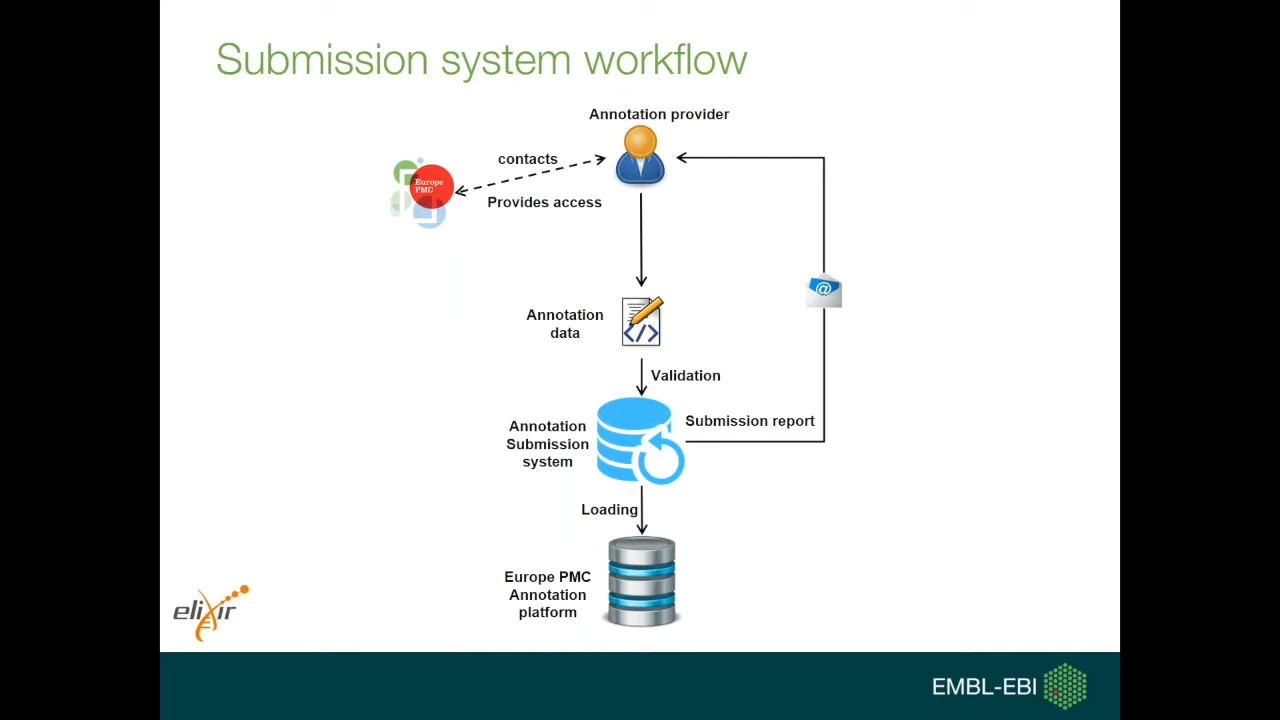 Submission system workflow
Annotation provider
contacts
Europe
PMC
Provides access
Annotation
data
</>
Validation
Annotation
Submission
system
Submission report
@
Loading
Europe PMC
Annotation
platform
elixir
EMBL-EBI